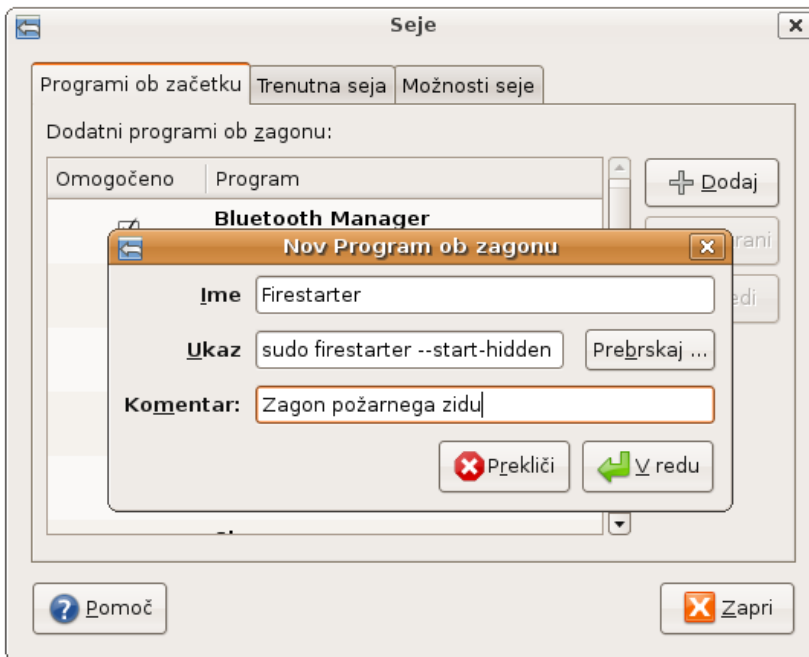 Seje
Programi ob začetku Trenutna seja Možnosti seje
Dodatni programi ob zagonu:
Omogočeno Program
Bluetooth Manager
Dodaj
Nov Program ob zagonu
Ime Firestarter
Ukaz sudo firestarter --start-hidden Prebrskaj ...
Komentar: Zagon požarnega zidu
Prekliči V redu
Pomoč Zapri